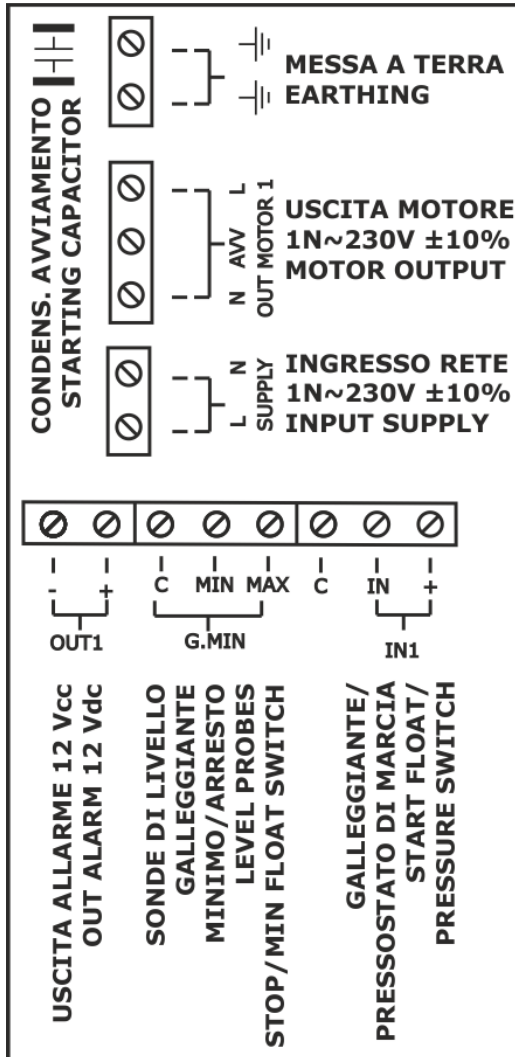 CONDENS. AVVIAMENTO
STARTING CAPACITOR
MESSA A TERRA
EARTHING
L
AVV
N
OUT MOTOR 1
USCITA MOTORE
1N~230V ±10%
MOTOR OUTPUT
N
L
SUPPLY
INGRESSO RETE
1N~230V ±10%
INPUT SUPPLY
- +
OUT1
C MIN MAX
G.MIN
C IN +
IN1
USCITA ALLARME 12 Vcc
OUT ALARM 12 Vdc
SONDE DI LIVELLO
GALLEGGIANTE
MINIMO/ARRESTO
LEVEL PROBES
STOP/MIN FLOAT SWITCH
GALLEGGIANTE/
PRESSOSTATO DI MARCIA
START FLOAT/
PRESSURE SWITCH